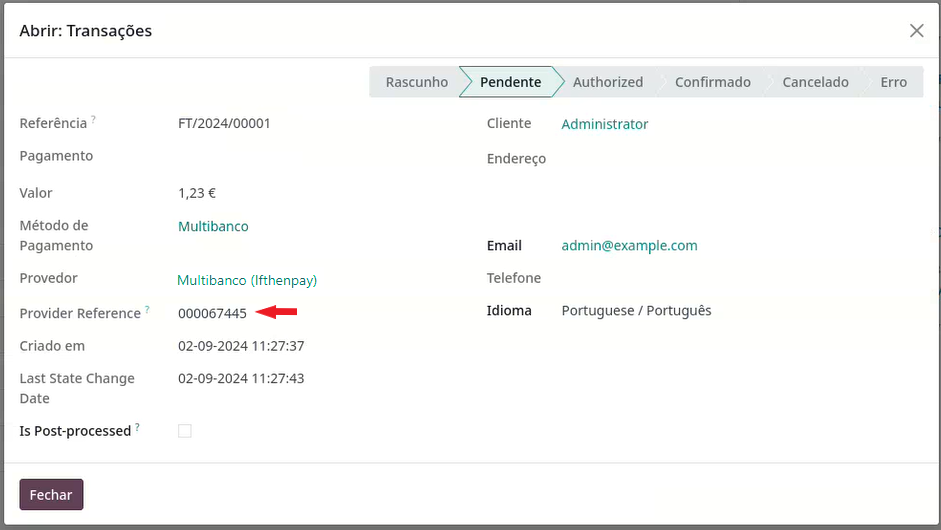 Abrir: Transações
Rascunho Pendente Authorized Confirmado Cancelado Erro
Referência ? FT/2024/00001
Cliente Administrator
Pagamento
Endereço
Valor 1,23 €
Método de Pagamento Multibanco
Email admin@example.com
Provedor Multibanco (Ifthenpay)
Telefone
Provider Reference ? 000067445
Idioma Portuguese / Português
Criado em 02-09-2024 11:27:37
Last State Change Date 02-09-2024 11:27:43
Is Post-processed ?
Fechar